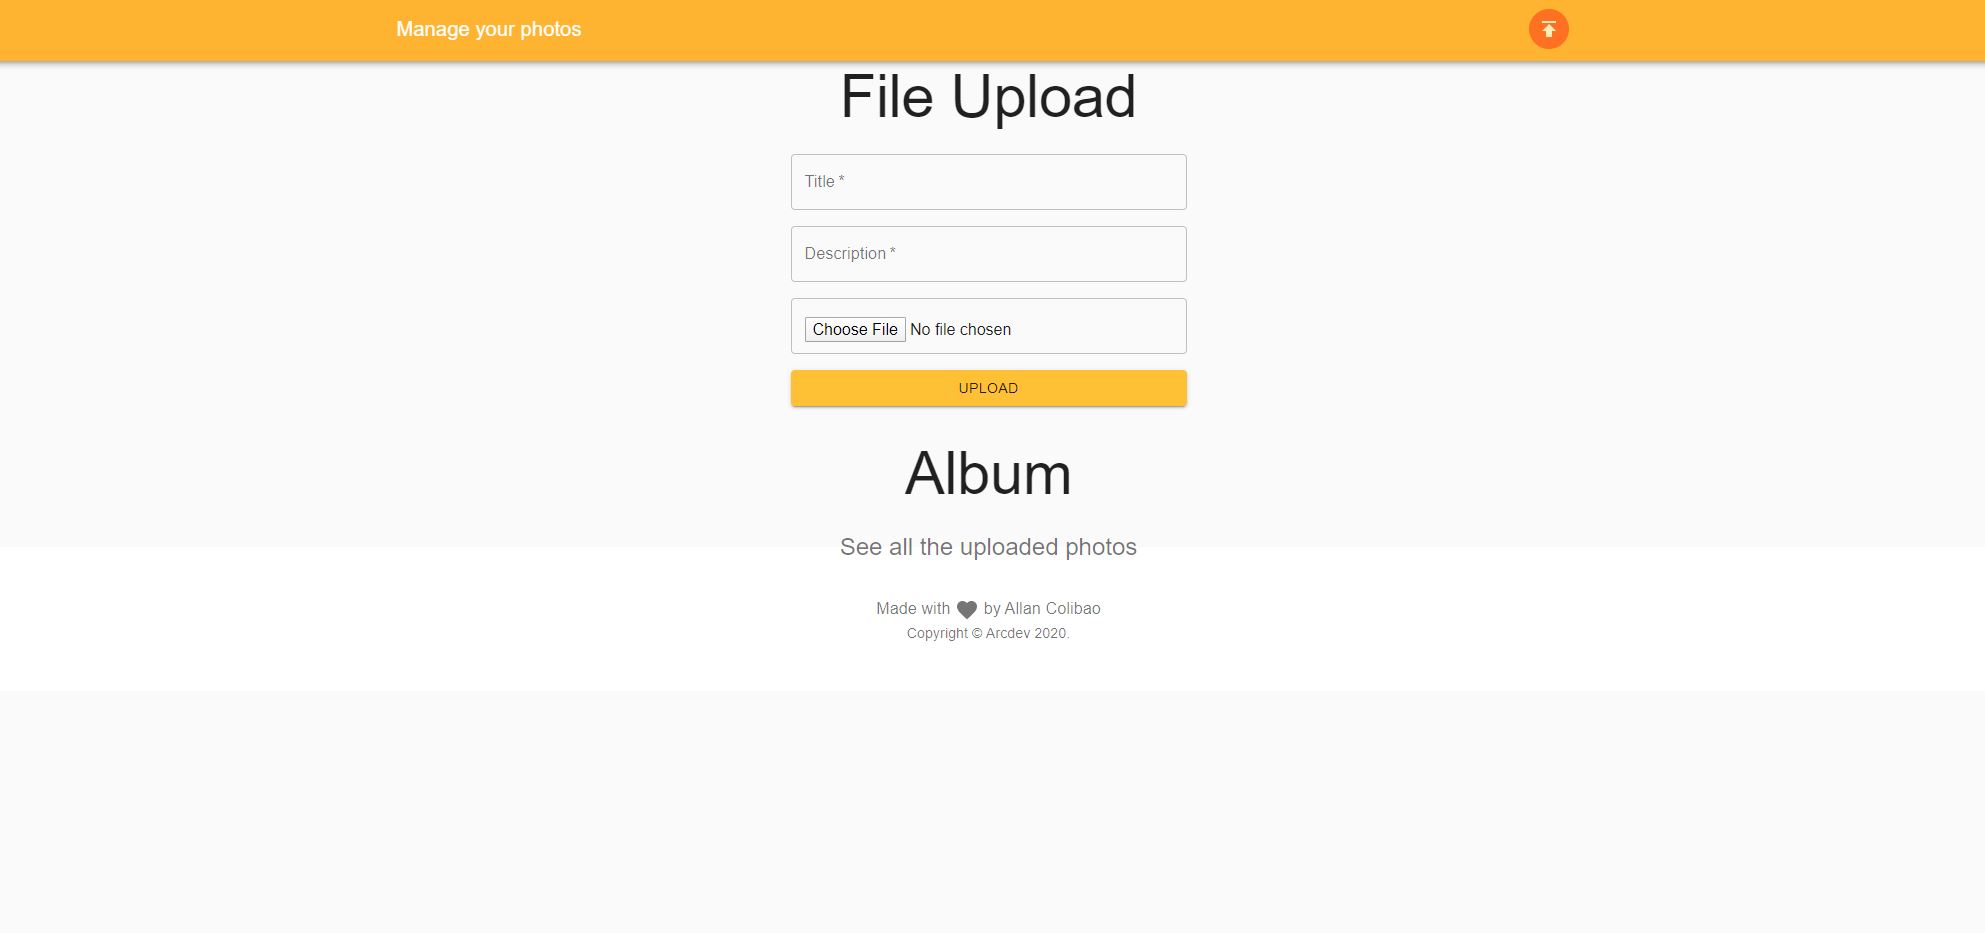 Manage your photos
File Upload
Title *
Description *
Choose File No file chosen
UPLOAD
Album
See all the uploaded photos
Made with by Allan Colibao
Copyright © Arcdev 2020.